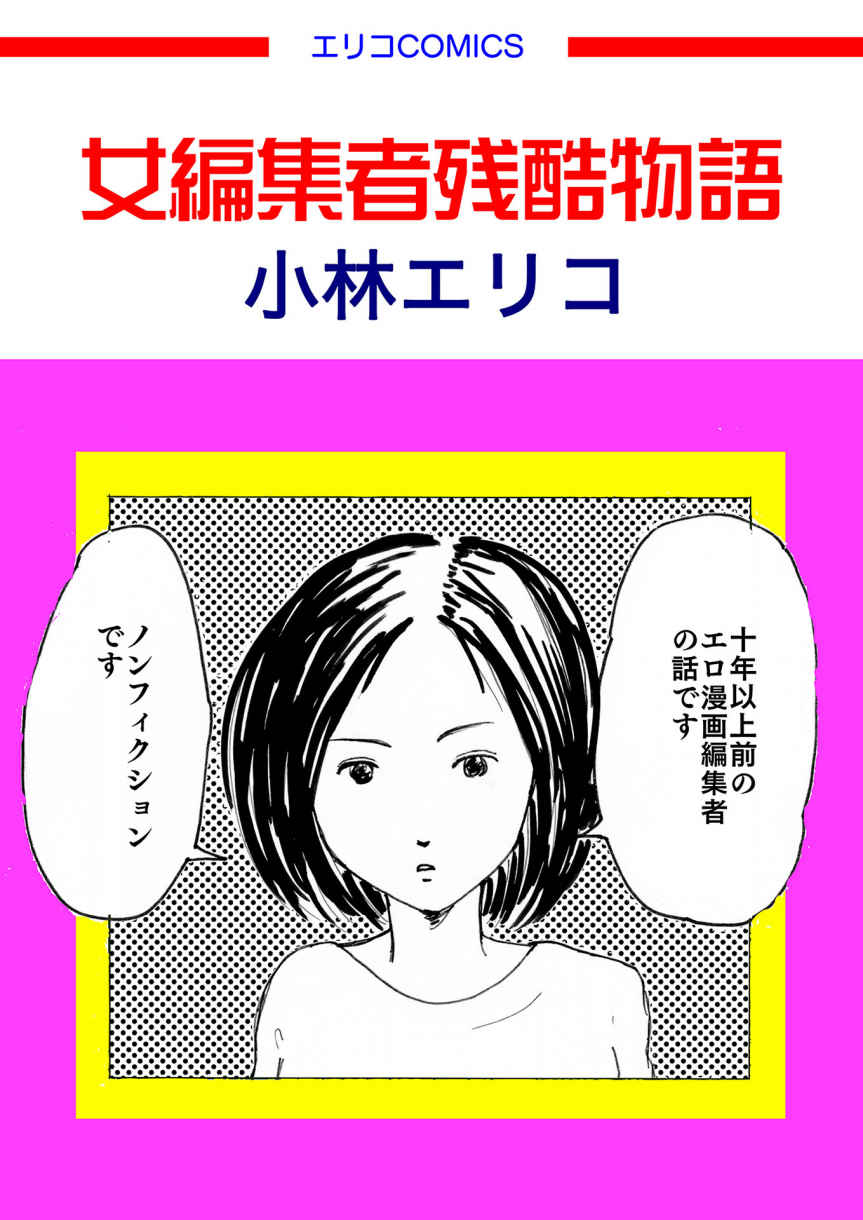 エリコCOMICS
女編集者残酷物語
小林エリコ
十年以上前の
エロ漫画編集者
の話です
ノンフィクション
です